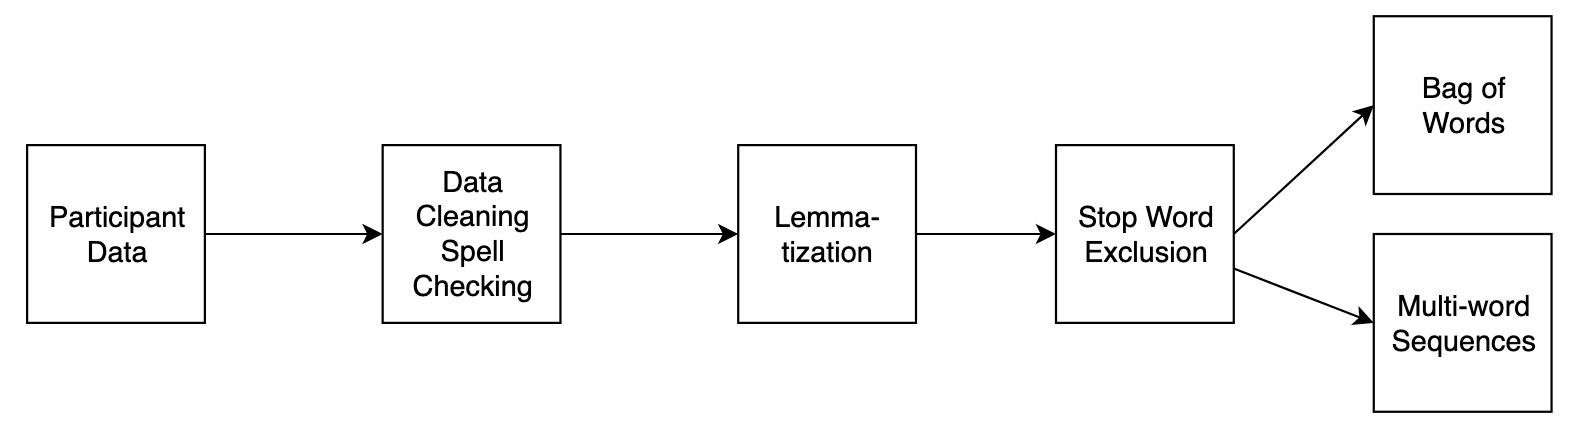 Participant
Data
Data
Cleaning
Spell
Checking
Lemma-
tization
Stop Word
Exclusion
Bag of
Words
Multi-word
Sequences